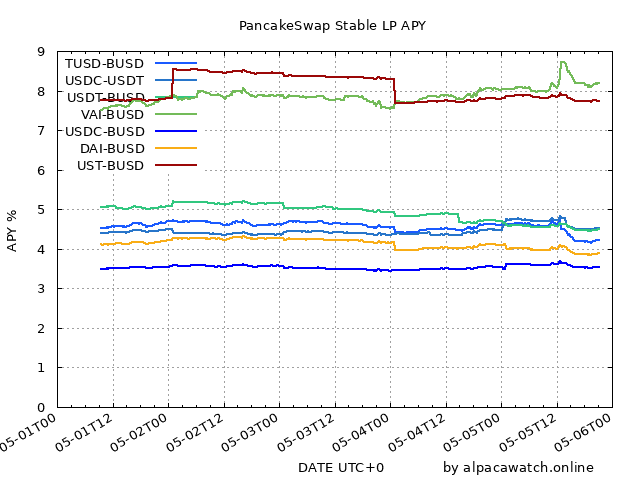 PancakeSwap Stable LP APY
9
8
7
6
5
4
3
2
1
0
APY %
TUSD-BUSD
USDC-USDT
USDT-BUSD
VAI-BUSD
USDC-BUSD
DAI-BUSD
UST-BUSD
05-01T00
05-01T12
05-02T00
05-02T12
05-03T00
05-03T12
05-04T00
05-04T12
05-05T00
05-05T12
05-06T00
DATE UTC+0
by alpacawatch.online